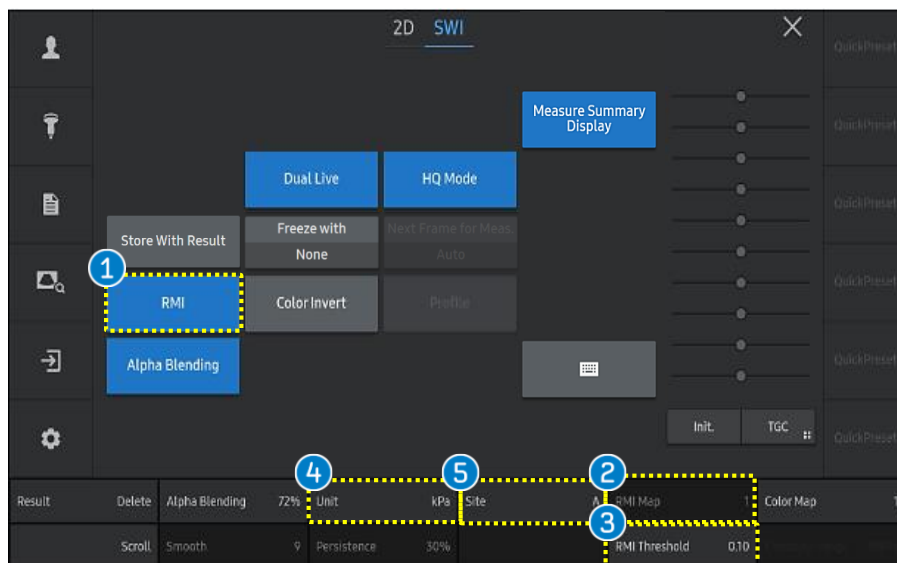 2D SWI
QuickPreset
Measure Summary
Display
QuickPreset
Dual Live
HQ Mode
QuickPreset
Store With Result
Freeze with
None
Next Frame for Meas.
Auto
QuickPreset
1
RMI
Color Invert
Profile
QuickPreset
Alpha Blending
QuickPreset
Init.
TGC
QuickPreset
4
5
2
Result Delete
Alpha Blending 72%
Unit kPa
Site A
RMI Map 1
Color Map 1
3
Scroll
Smooth 9
Persistence 30%
RMI Threshold 0.10